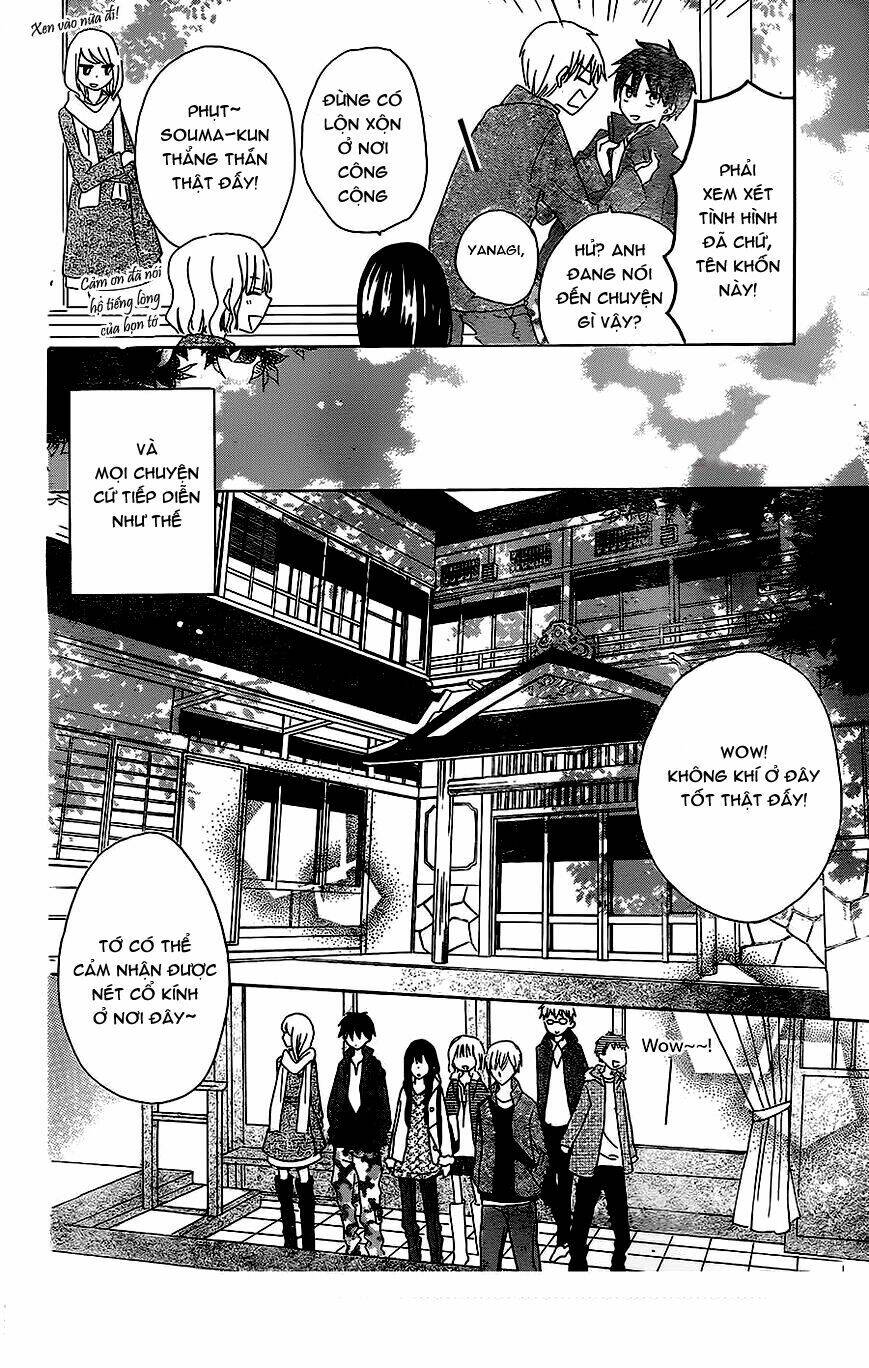 PHẢI
XEM XÉT
TÌNH HÌNH
ĐÃ CHỨ,
TÊN KHỐN
NÀY!
HỬ? ANH
ĐANG NÓI
ĐẾN CHUYỆN
GÌ VẬY?
YANAGI,
ĐỪNG CÓ
LỘN XỘN
Ở NƠI
CÔNG
CỘNG
PHỤT~
SOUMA-KUN
THẲNG THẮN
THẬT ĐẤY!
Xen vào nữa đi!
Cảm ơn đã nói
hộ tiếng lòng
của bọn tớ
VÀ
MỌI CHUYỆN
CỨ TIẾP DIỄN
NHƯ THẾ
WOW!
KHÔNG KHÍ Ở ĐÂY
TỐT THẬT ĐẤY!
TỚ CÓ THỂ
CẢM NHẬN ĐƯỢC
NÉT CỔ KÍNH
Ở NƠI ĐÂY~
Wow~~!